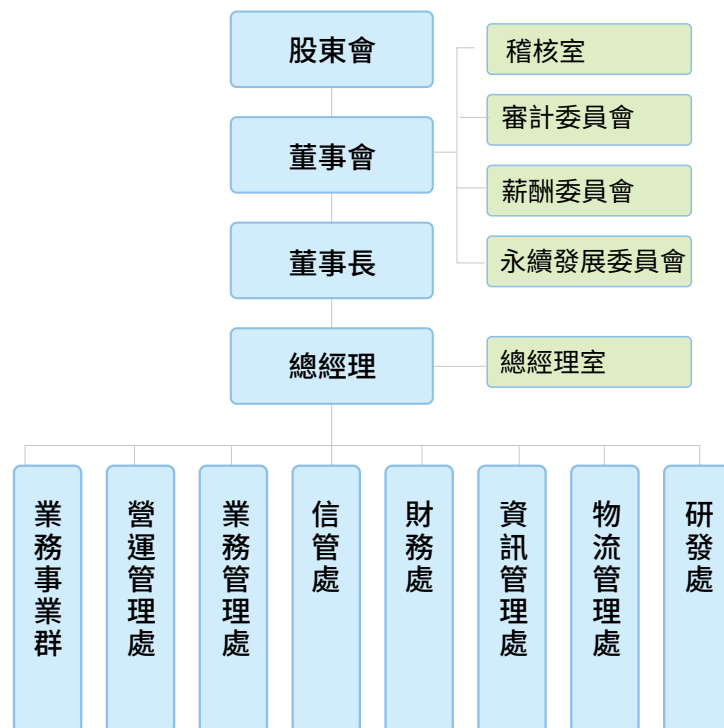 股東會
稽核室
審計委員會
董事會
薪酬委員會
董事長
永續發展委員會
總經理
總經理室
業務事業群
營運管理處
業務管理處
信管處
財務處
資訊管理處
物流管理處
研發處